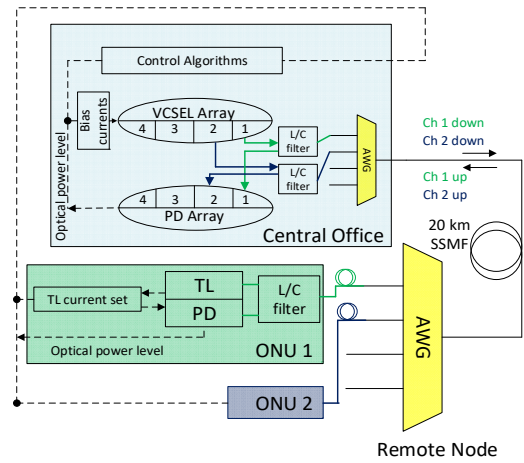 Control Algorithms
VCSEL Array
4 3 2 1
Bias
currents
L/C
filter
L/C
filter
AWG
Optical power level
4 3 2 1
PD Array
Central Office
Ch 1 down
Ch 2 down
Ch 1 up
Ch 2 up
20 km
SSMF
TL current set
TL
PD
L/C
filter
Optical power level
ONU 1
AWG
ONU 2
Remote Node